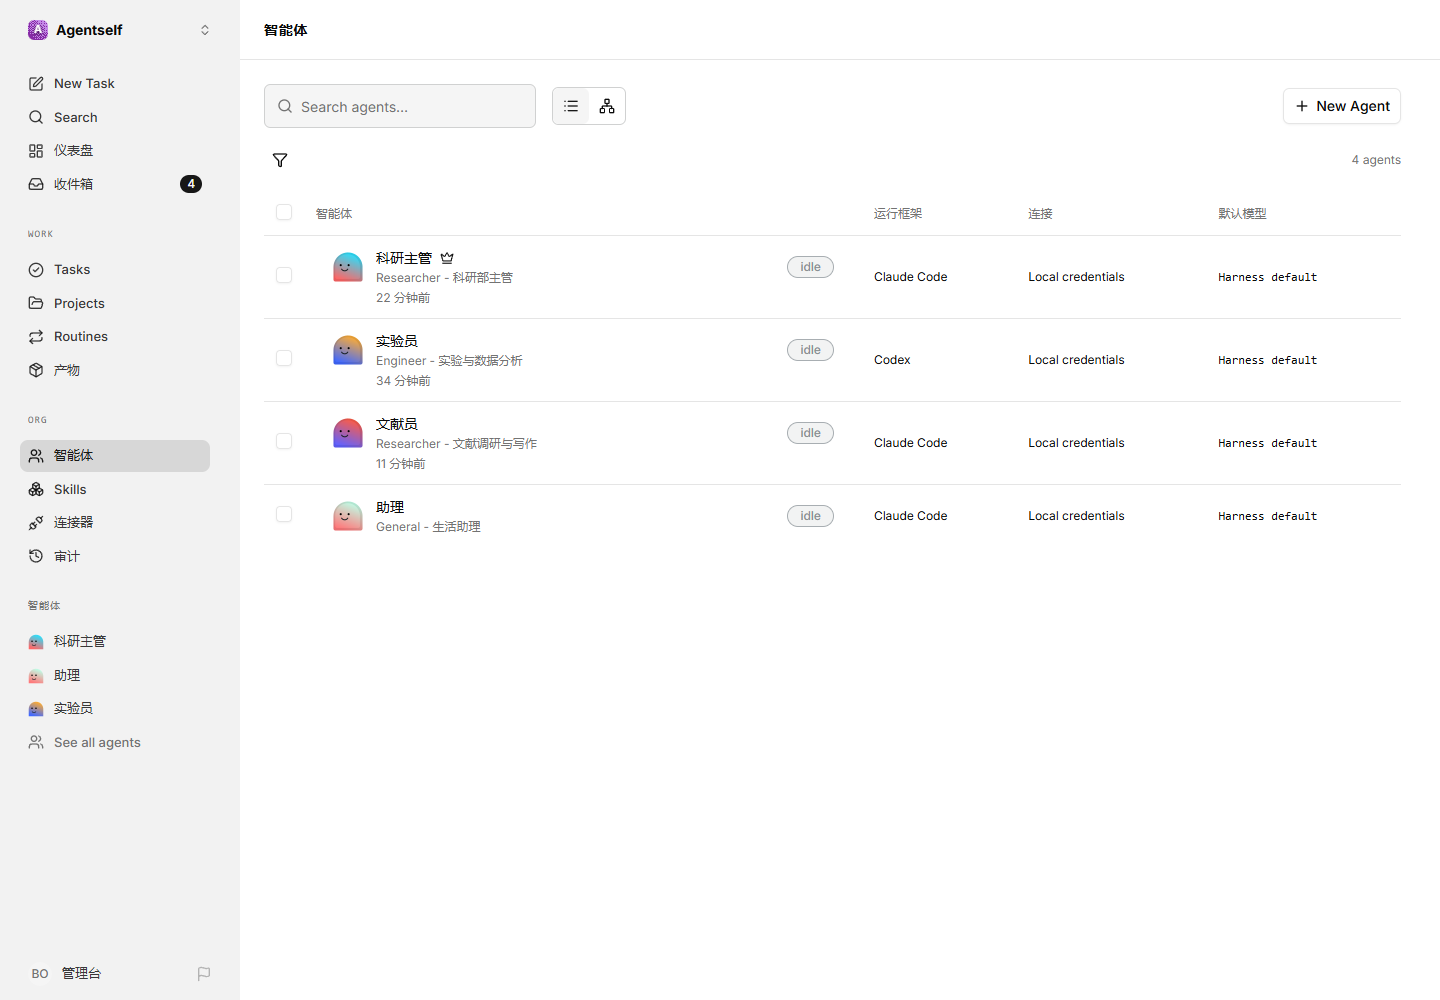 Agentself
New Task
Search
仪表盘
收件箱
4
WORK
Tasks
Projects
Routines
产物
ORG
智能体
Skills
连接器
审计
智能体
科研主管
助理
实验员
See all agents
BO
管理台
智能体
Search agents...
New Agent
4 agents
智能体
运行框架
连接
默认模型
科研主管
idle
Researcher - 科研部主管
22 分钟前
Claude Code
Local credentials
Harness default
实验员
idle
Engineer - 实验与数据分析
34 分钟前
Codex
Local credentials
Harness default
文献员
idle
Researcher - 文献调研与写作
11 分钟前
Claude Code
Local credentials
Harness default
助理
idle
General - 生活助理
Claude Code
Local credentials
Harness default